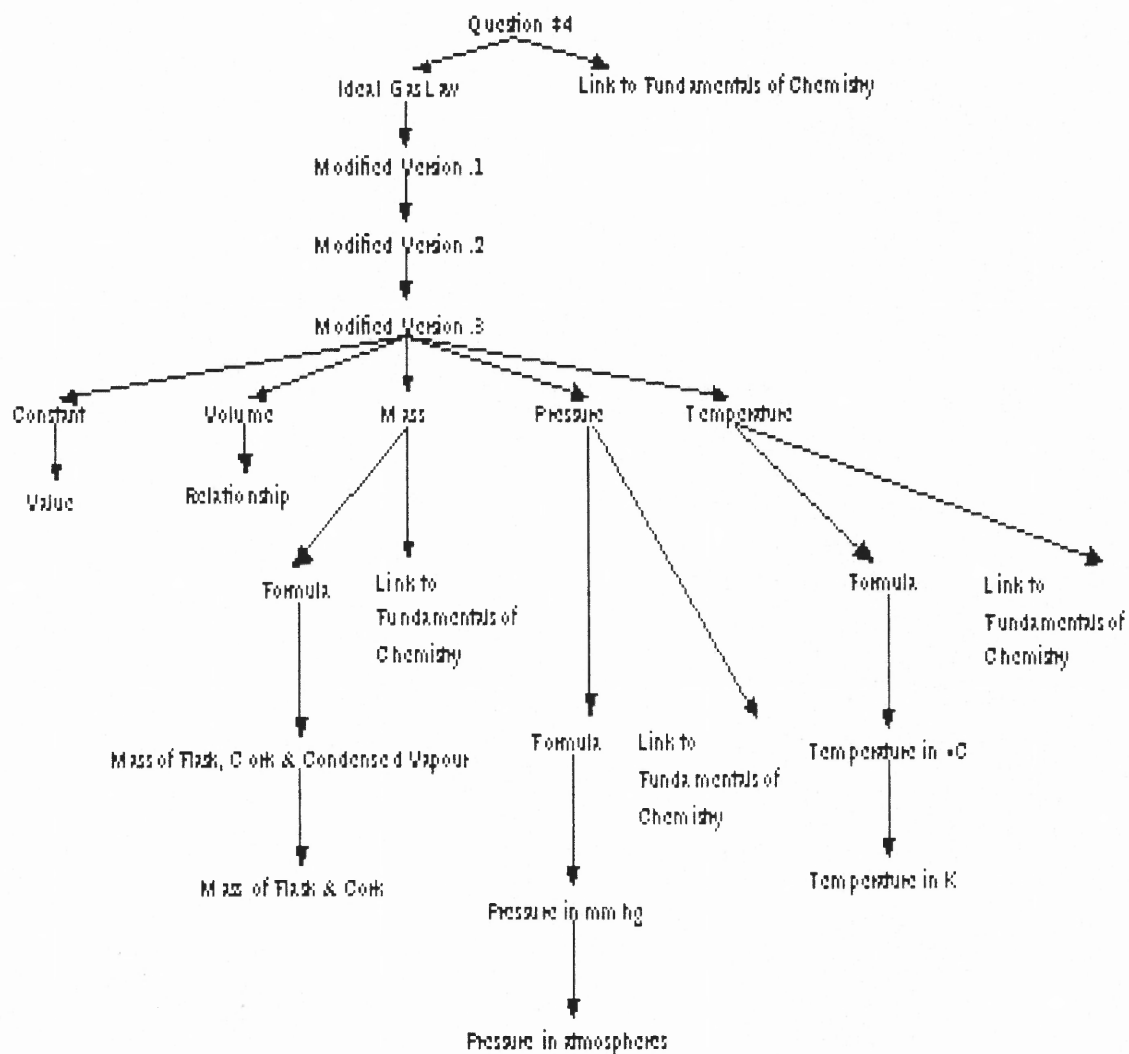 Question #4
Ideal Gas Law
Link to Fundamentals of Chemistry
Modified Version .1
Modified Version .2
Modified Version .3
Constant
Volume
Mass
Pressure
Temperature
Value
Relationship
Formula
Link to
Fundamentals of
Chemistry
Formula
Link to
Fundamentals of
Chemistry
Mass of Flask, Cork & Condensed Vapour
Formula
Link to
Fundamentals of
Chemistry
Temperature in •C
Mass of Flask & Cork
Temperature in K
Pressure in mm hg
Pressure in atmospheres